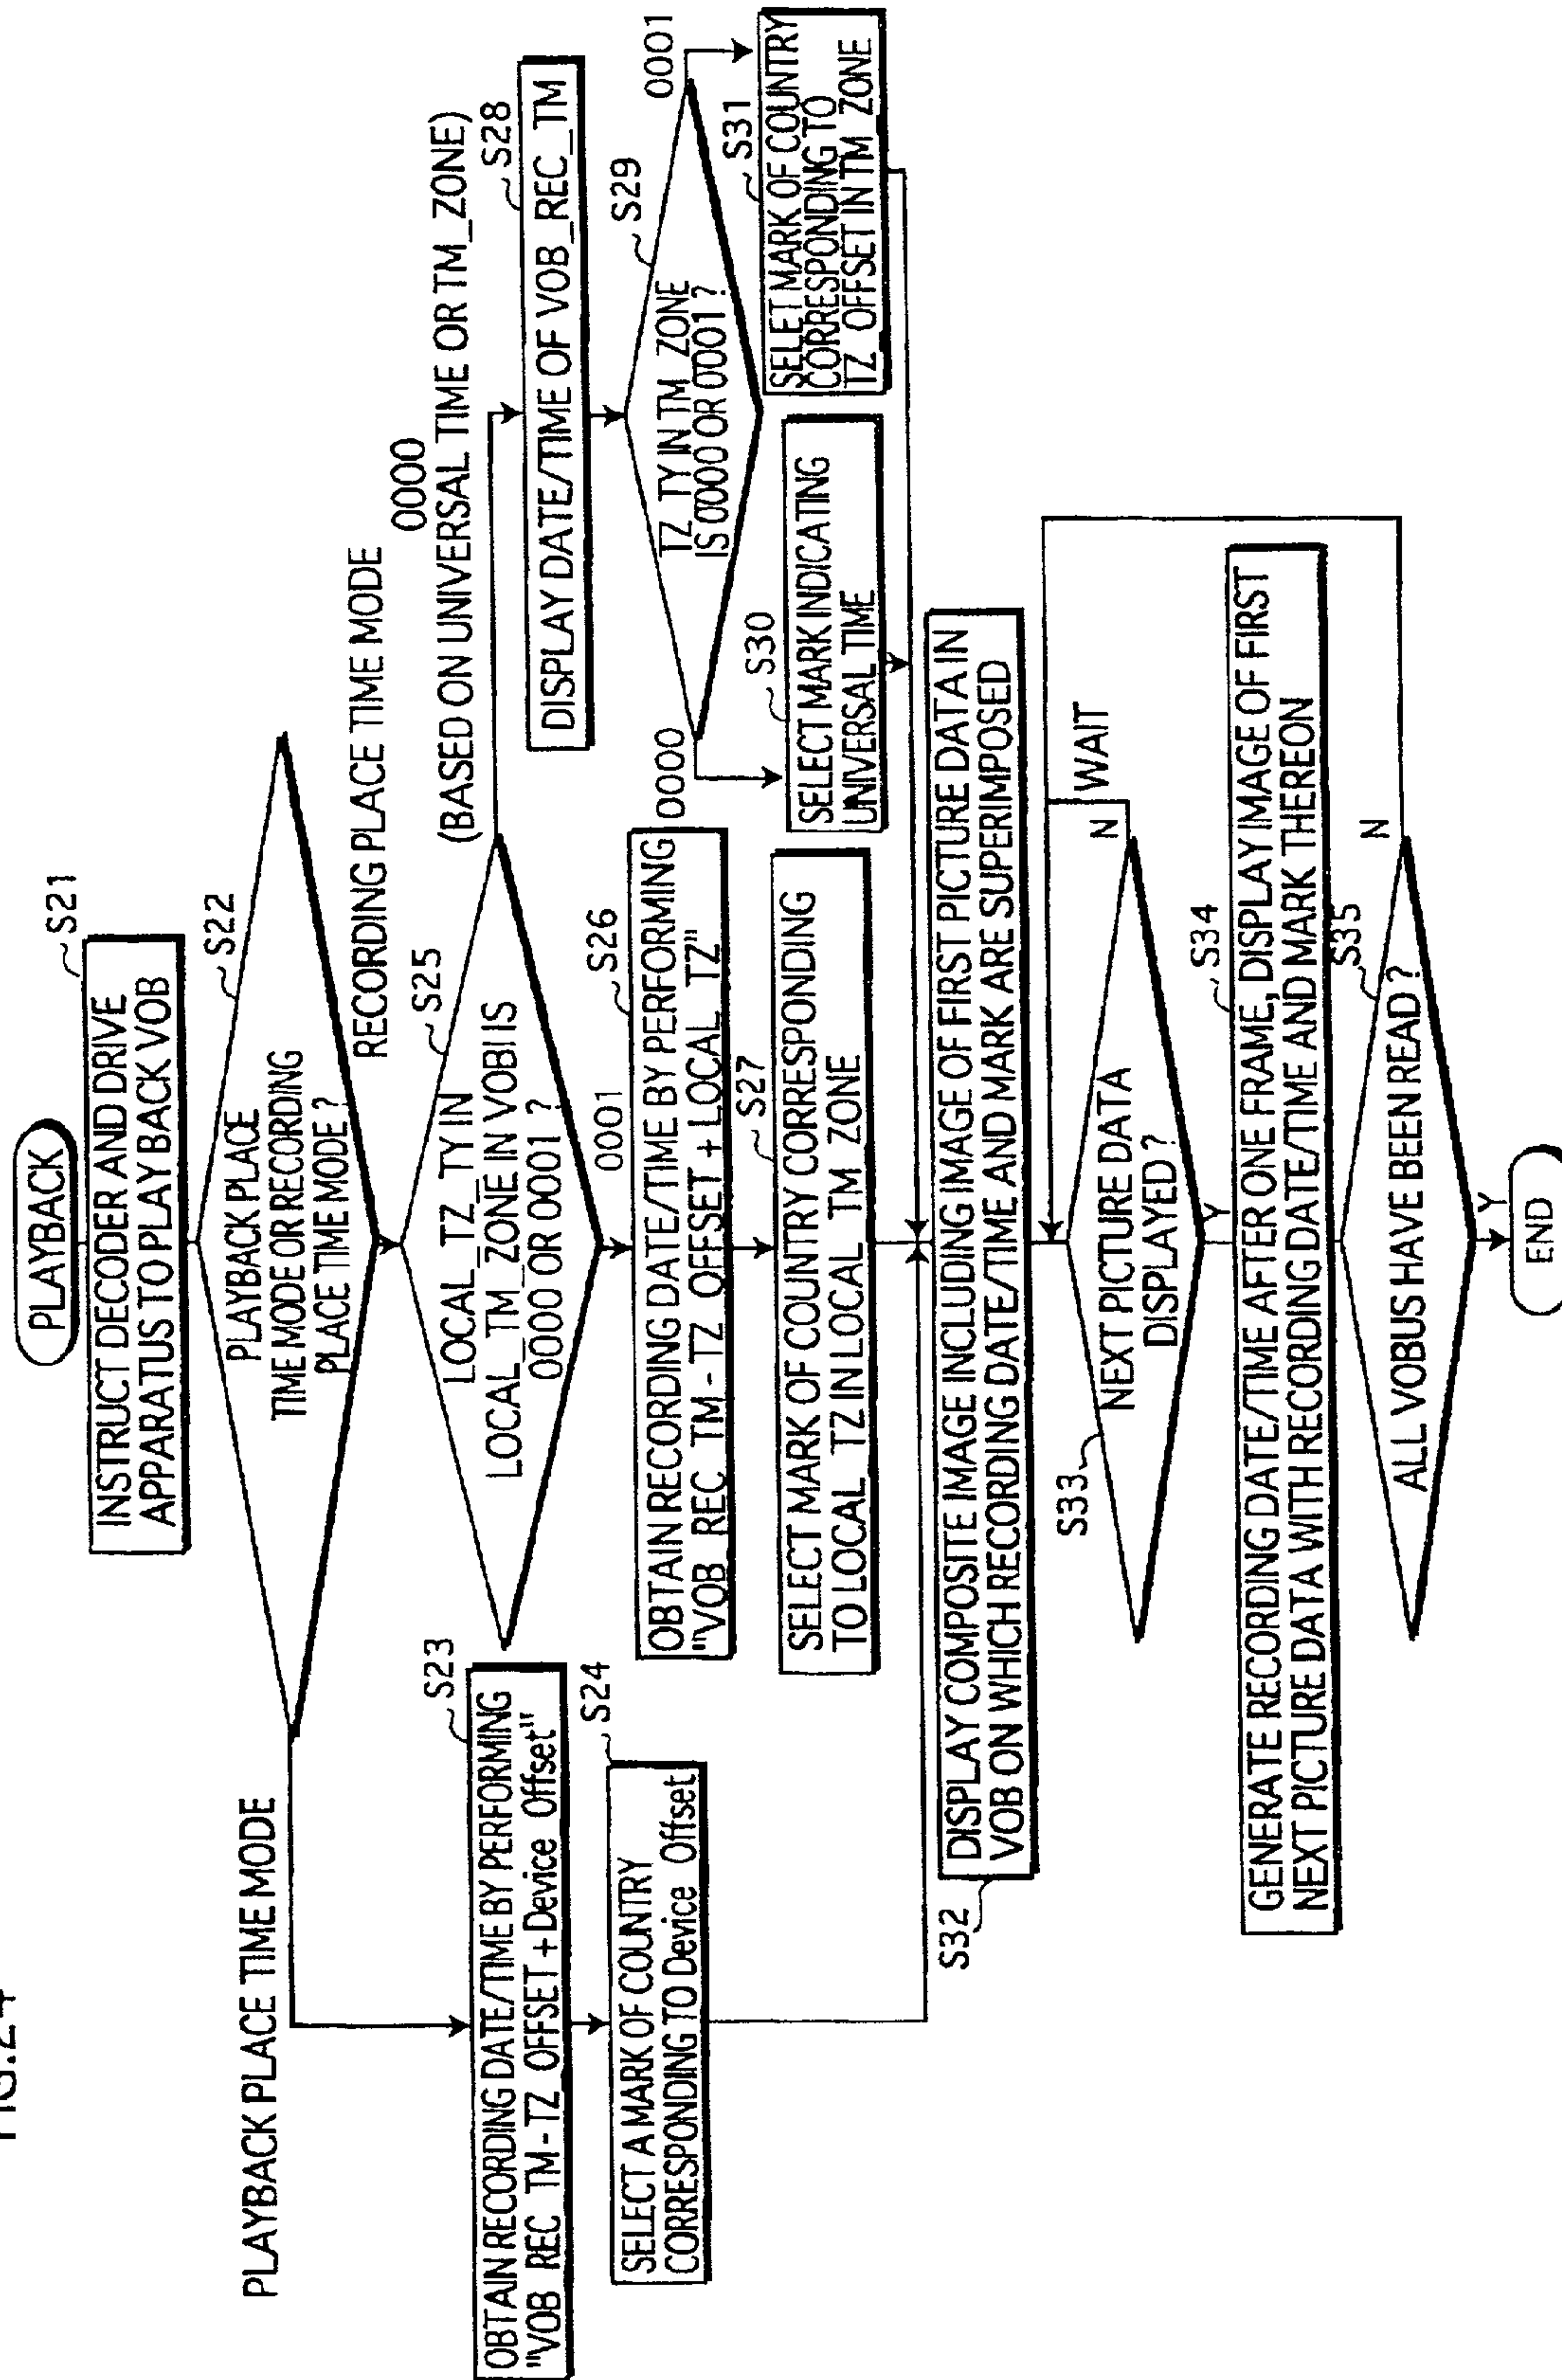 FIG.24
PLAYBACK
S21
INSTRUCT DECODER AND DRIVE
APPARATUS TO PLAY BACK VOB
S22
PLAYBACK PLACE
TIME MODE OR RECORDING
PLACE TIME MODE ?
PLAYBACK PLACE TIME MODE
RECORDING PLACE TIME MODE
S23
OBTAIN RECORDING DATE/TIME BY PERFORMING
"VOB_REC_TM - TZ_OFFSET + Device_Offset"
S24
SELECT A MARK OF COUNTRY
CORRESPONDING TO Device_Offset
S25
LOCAL_TZ_TY IN
LOCAL_TM_ZONE IN VOBI IS
0000 OR 0001 ?
0000
(BASED ON UNIVERSAL TIME OR TM_ZONE)
0001
S26
OBTAIN RECORDING DATE/TIME BY PERFORMING
"VOB_REC_TM - TZ_OFFSET + LOCAL_TZ"
S27
SELECT MARK OF COUNTRY CORRESPONDING
TO LOCAL_TZ IN LOCAL_TM_ZONE
S28
DISPLAY DATE/TIME OF VOB_REC_TM
S29
TZ_TY IN TM_ZONE
IS 0000 OR 0001 ?
0000
0001
S30
SELECT MARK INDICATING
UNIVERSAL TIME
S31
SELET MARK OF COUNTRY
CORRESPONDING TO
TZ_OFFSET IN TM_ZONE
S32
DISPLAY COMPOSITE IMAGE INCLUDING IMAGE OF FIRST PICTURE DATA IN
VOB ON WHICH RECORDING DATE/TIME AND MARK ARE SUPERIMPOSED
S33
NEXT PICTURE DATA
DISPLAYED ?
N
WAIT
Y
S34
GENERATE RECORDING DATE/TIME AFTER ONE FRAME, DISPLAY IMAGE OF FIRST
NEXT PICTURE DATA WITH RECORDING DATE/TIME AND MARK THEREON
S35
ALL VOBUS HAVE BEEN READ ?
N
Y
END